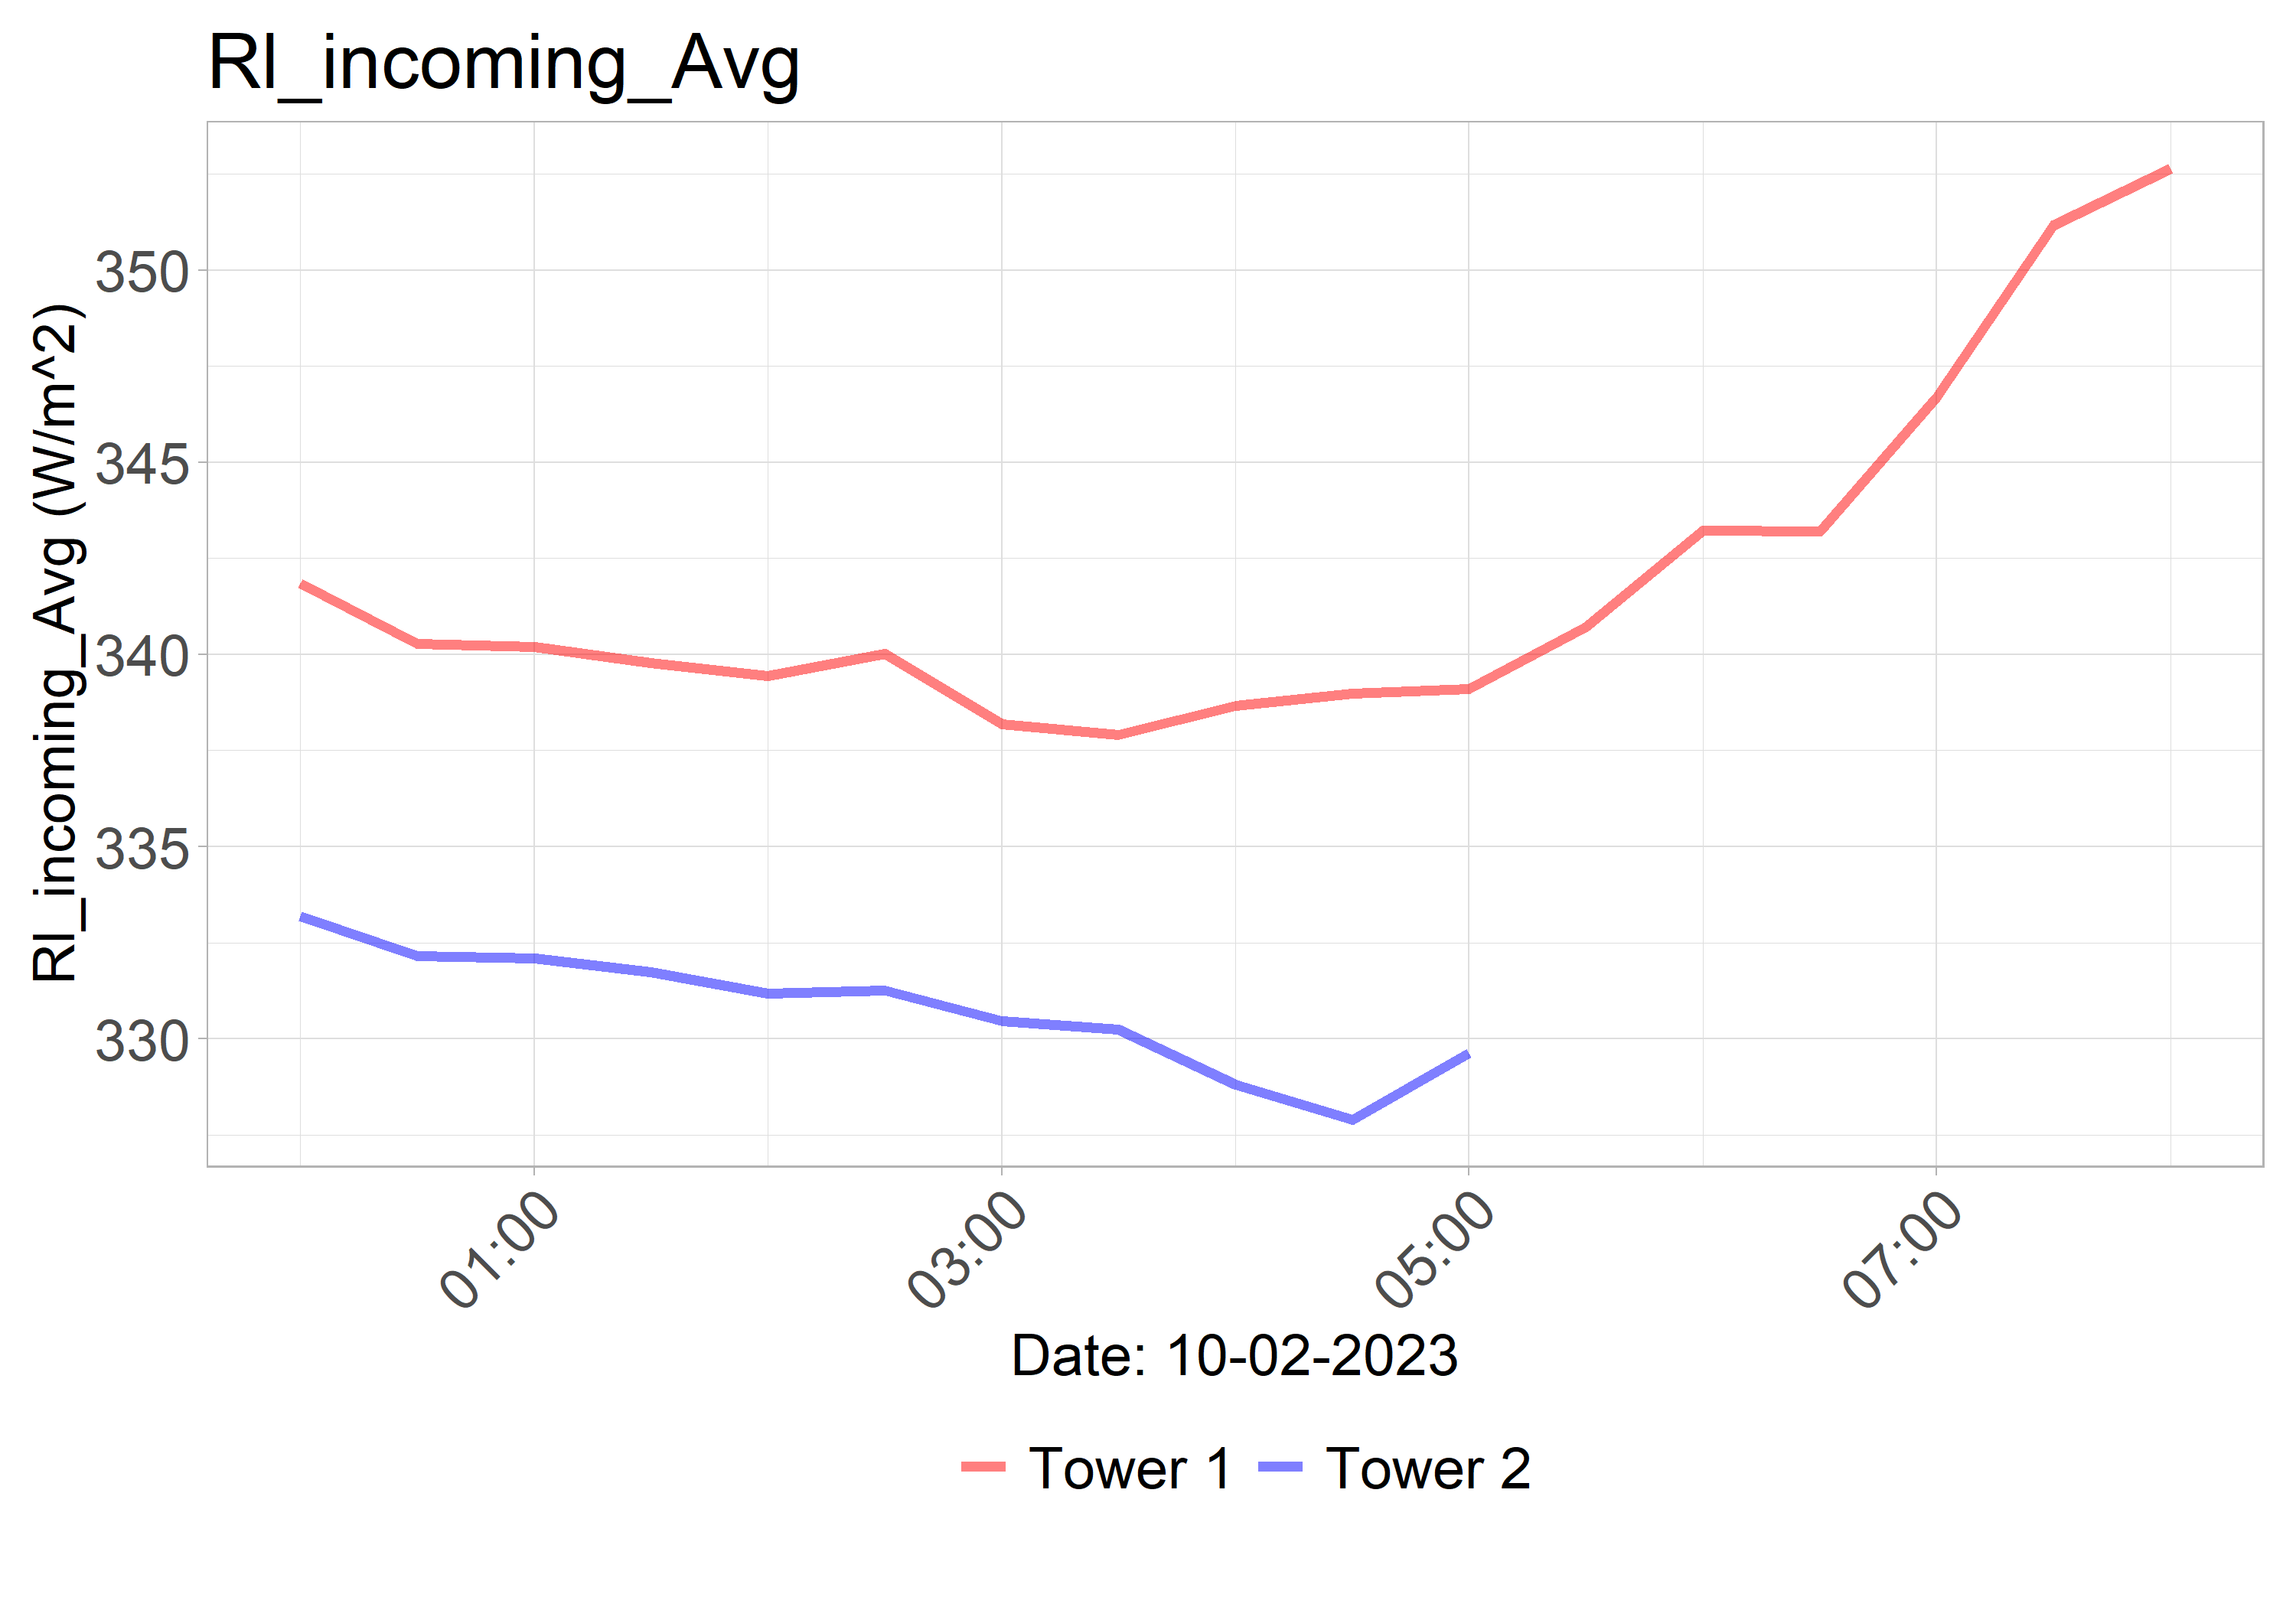 Rl_incoming_Avg
Rl_incoming_Avg (W/m^2)
350
345
340
335
330
01:00
03:00
05:00
07:00
Date: 10-02-2023
Tower 1
Tower 2